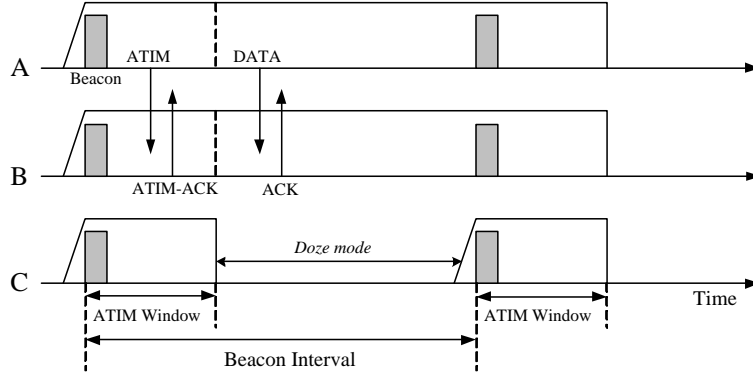 ATIM
DATA
A
Beacon
B
ATIM-ACK
ACK
Doze mode
C
Time
ATIM Window
ATIM Window
Beacon Interval